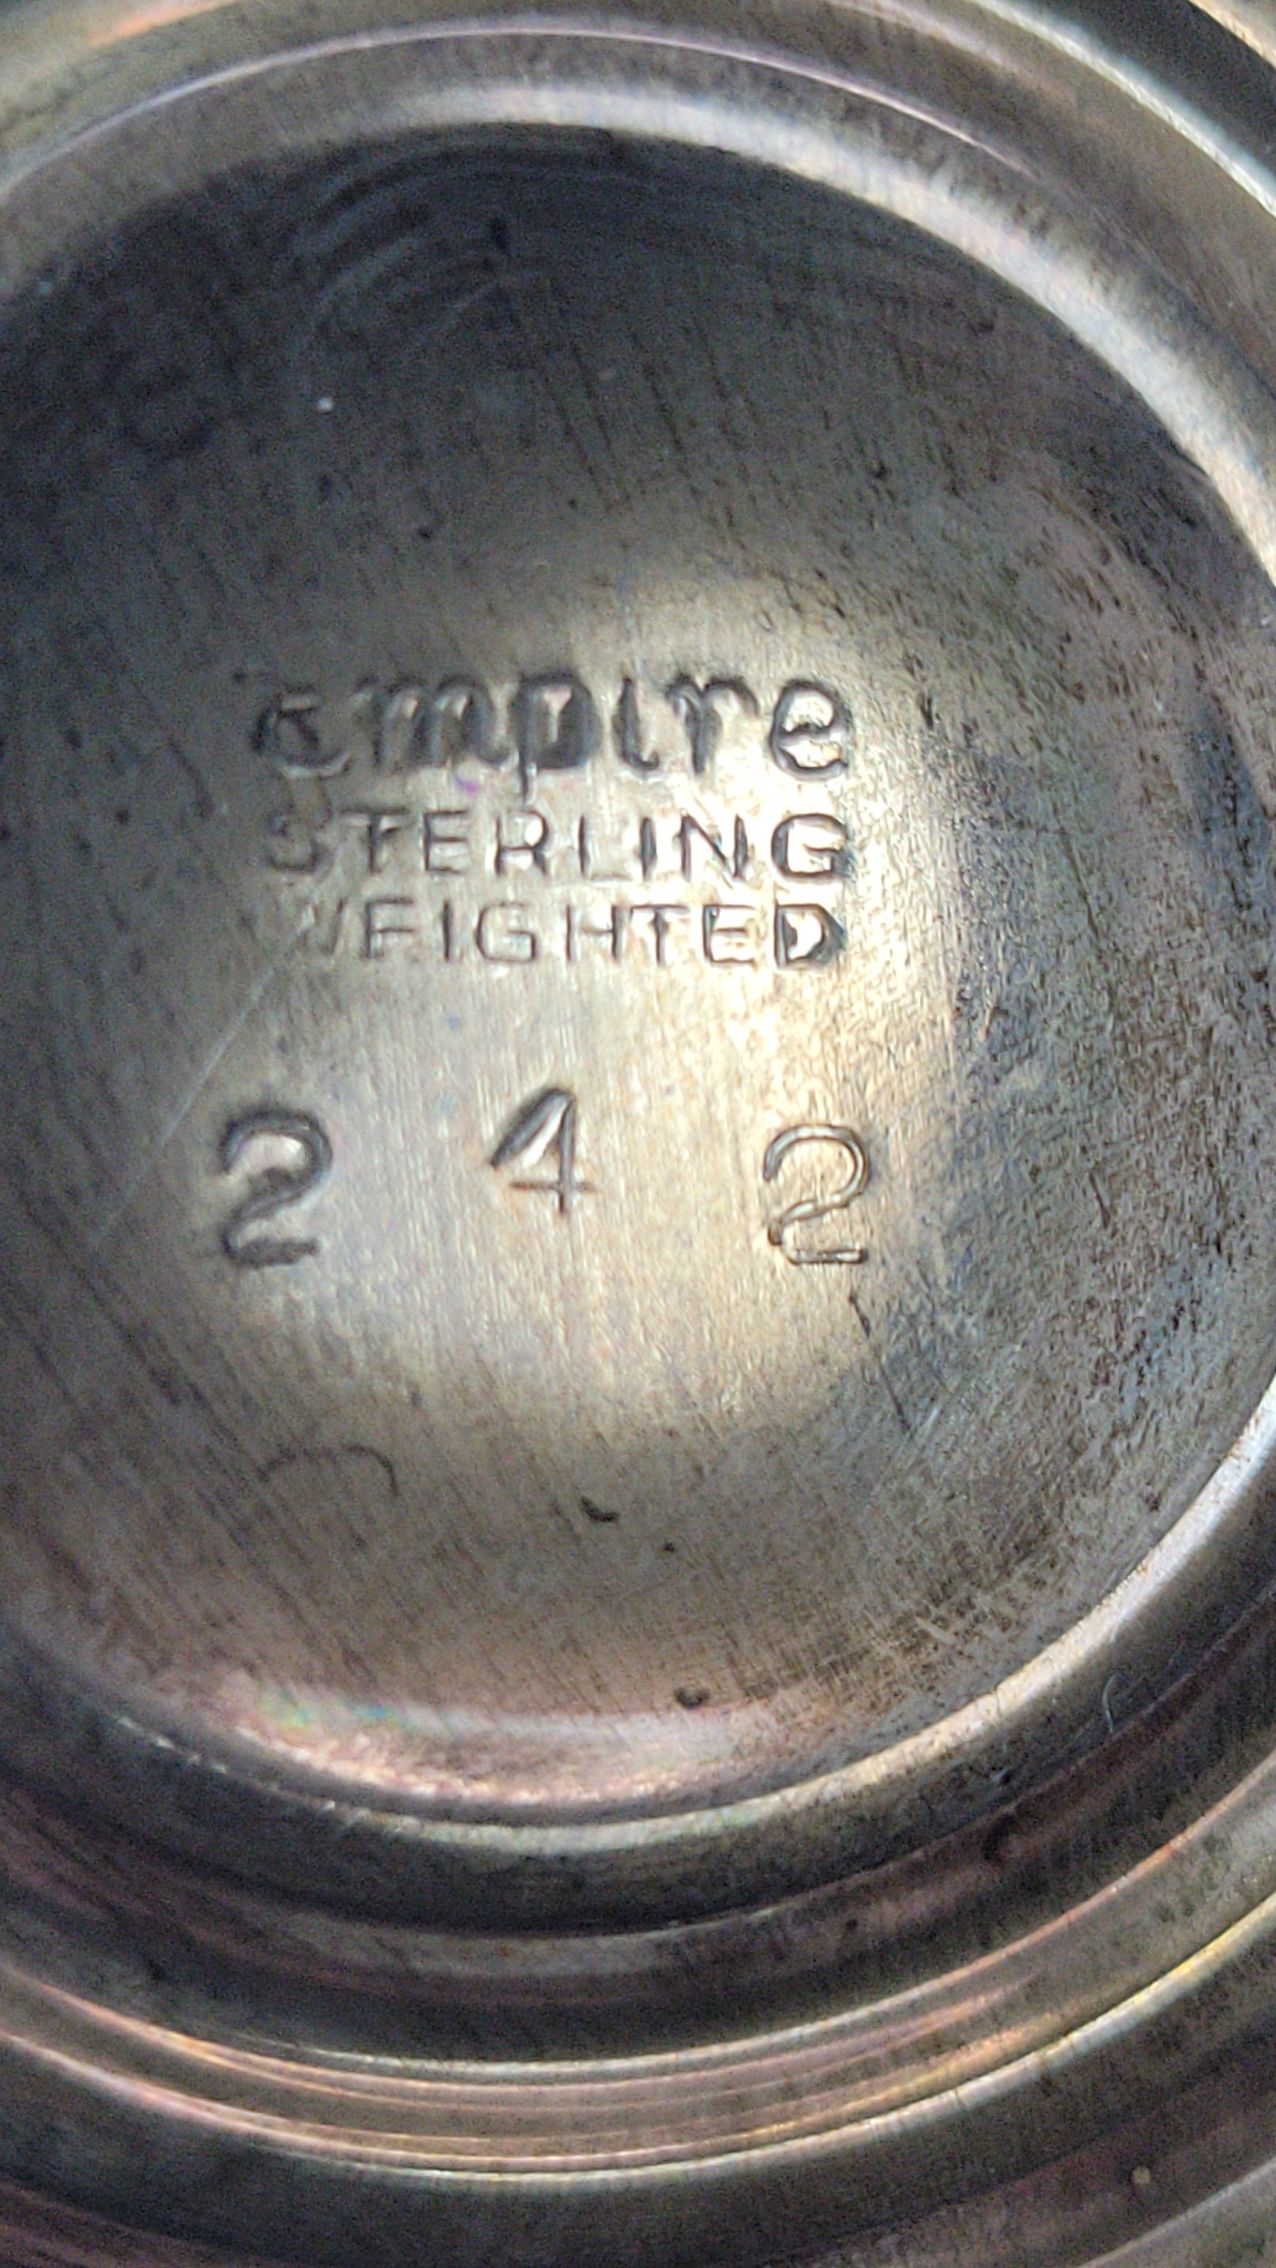 Empire
STERLING
WEIGHTED
2 4 2